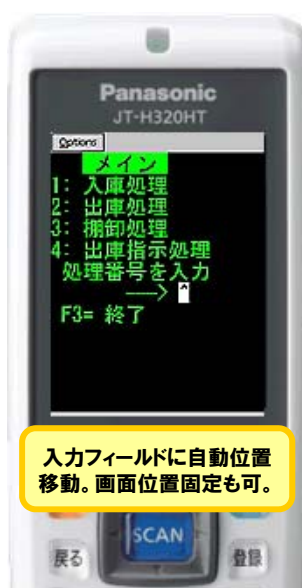 Panasonic
JT-H320HT
Options
メイン
1: 入庫処理
2: 出庫処理
3: 棚卸処理
4: 出庫指示処理
処理番号を入力
---->
F3= 終了
入力フィールドに自動位置
移動。画面位置固定も可。
SCAN
戻る
登録